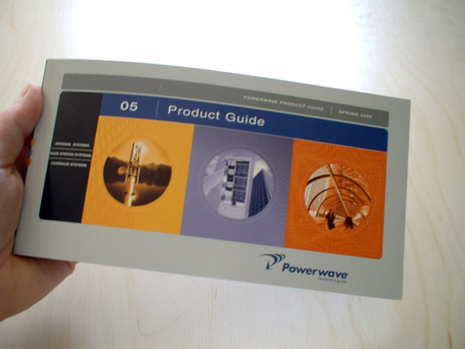 POWERWAVE PRODUCT GUIDE SPRING 2005
05 Product Guide
ANTENNA SYSTEMS
BASE STATION SYSTEMS
COVERAGE SYSTEMS
Powerwave
technologies